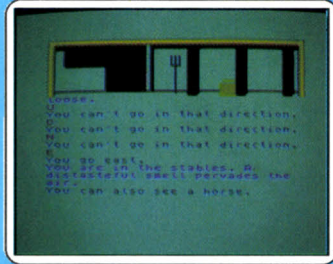 loose.
U
You can't go in that direction.
D
You can't go in that direction.
N
You can't go in that direction.
E
You go east.
You are in the stables. A
distasteful smell pervades the
air.
You can also see a horse.